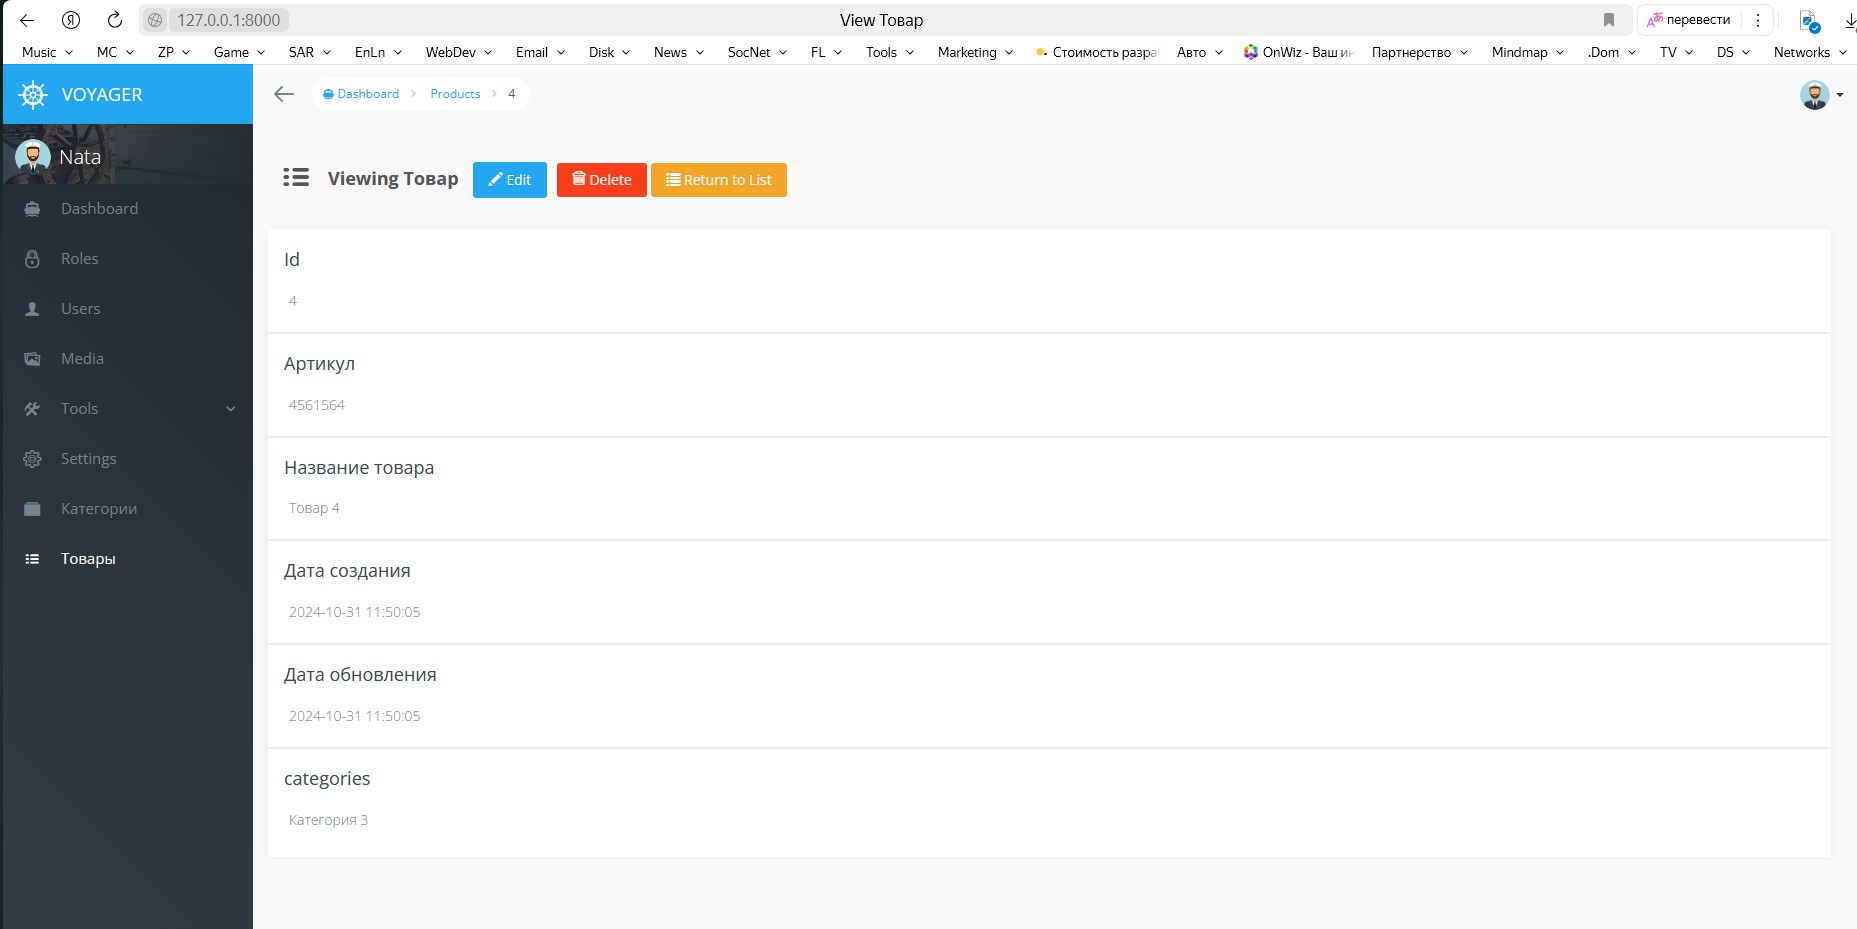 127.0.0.1:8000 View Товар перевести
Music MC ZP Game SAR EnLn WebDev Email Disk News SocNet FL Tools Marketing Стоимость Авто OnWiz - Ваш Партнерство Mindmap .Dom TV DS Networks
VOYAGER
Dashboard Products 4
Nata
Viewing Товар Edit Delete Return to List
Dashboard
Roles
Users
Media
Tools
Settings
Категории
Товары
Id
4
Артикул
4561564
Название товара
Товар 4
Дата создания
2024-10-31 11:50:05
Дата обновления
2024-10-31 11:50:05
categories
Категория 3